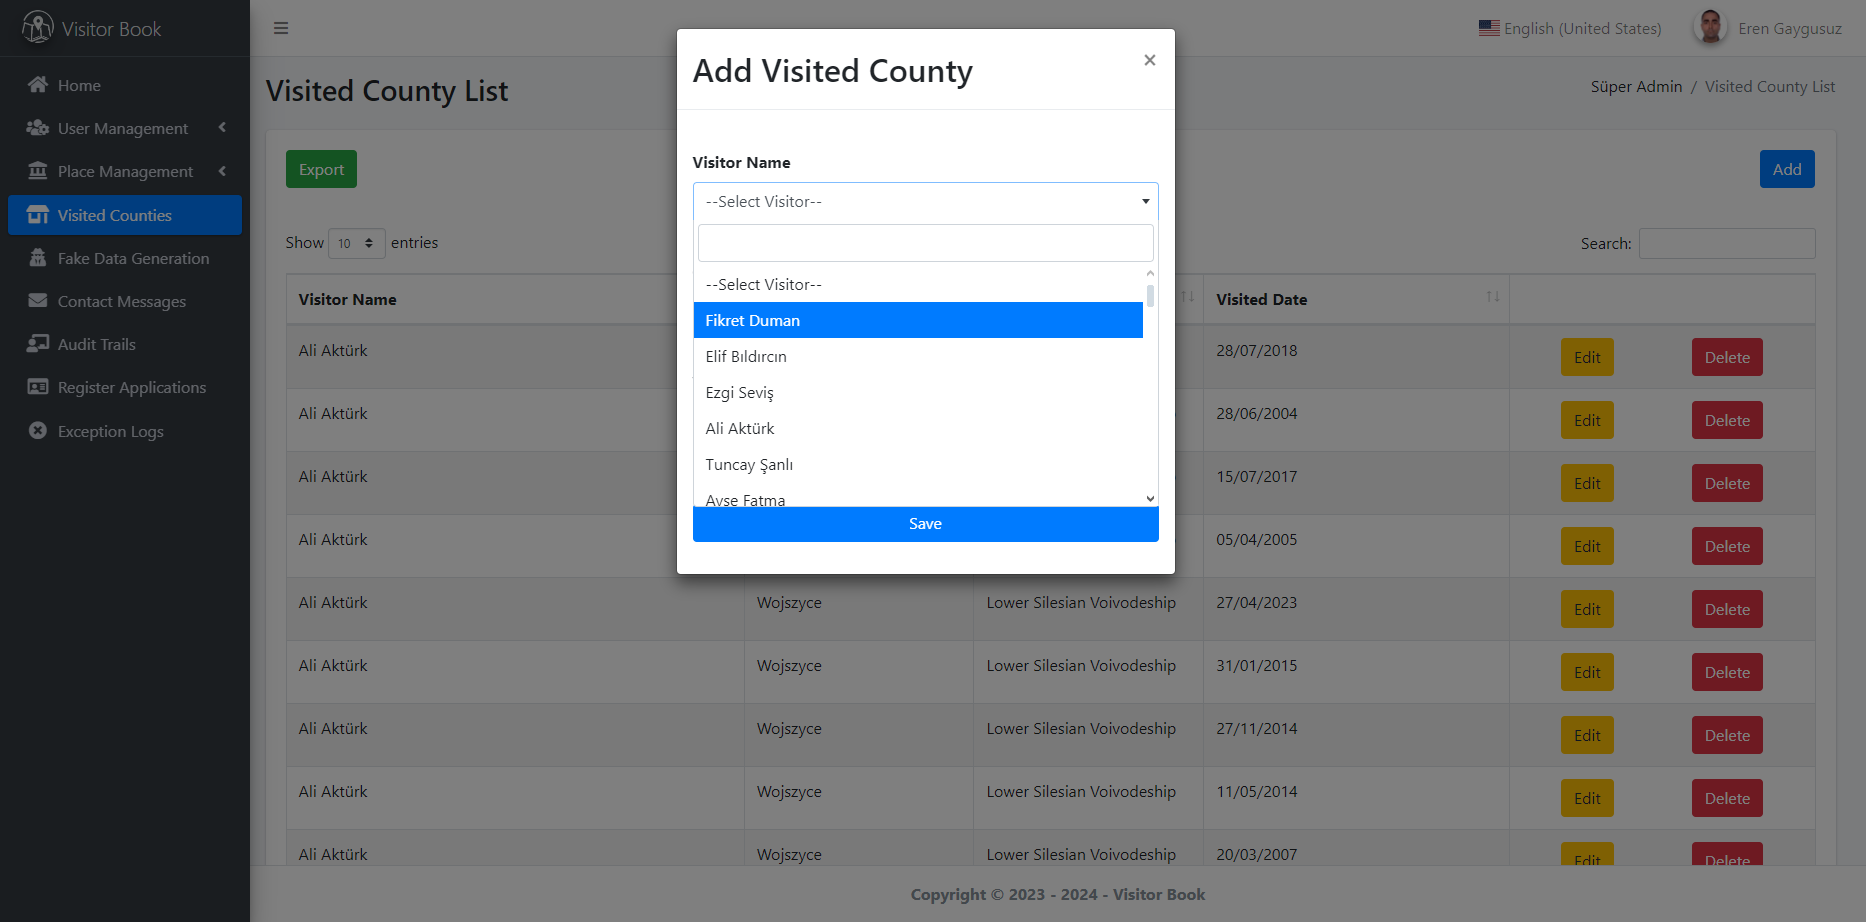 Visitor Book
Home
User Management
Place Management
Visited Counties
Fake Data Generation
Contact Messages
Audit Trails
Register Applications
Exception Logs
English (United States)
Eren Gaygusuz
Visited County List
Süper Admin / Visited County List
Export
Add
Show 10 entries
Search:
Visitor Name
Visited Date
Ali Aktürk 28/07/2018 Edit Delete
Ali Aktürk 28/06/2004 Edit Delete
Ali Aktürk 15/07/2017 Edit Delete
Ali Aktürk 05/04/2005 Edit Delete
Ali Aktürk Wojszyce Lower Silesian Voivodeship 27/04/2023 Edit Delete
Ali Aktürk Wojszyce Lower Silesian Voivodeship 31/01/2015 Edit Delete
Ali Aktürk Wojszyce Lower Silesian Voivodeship 27/11/2014 Edit Delete
Ali Aktürk Wojszyce Lower Silesian Voivodeship 11/05/2014 Edit Delete
Ali Aktürk Wojszyce Lower Silesian Voivodeship 20/03/2007 Edit Delete
Add Visited County
×
Visitor Name
--Select Visitor--
--Select Visitor--
Fikret Duman
Elif Bıldırcın
Ezgi Seviş
Ali Aktürk
Tuncay Şanlı
Ayşe Fatma
Save
Copyright © 2023 - 2024 - Visitor Book